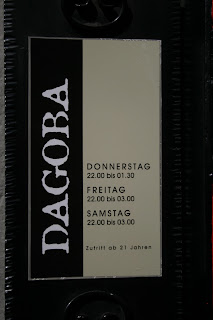 DAGOBA
DONNERSTAG
22.00 bis 01.30
FREITAG
22.00 bis 03.00
SAMSTAG
22.00 bis 03.00
Zutritt ab 21 Jahren